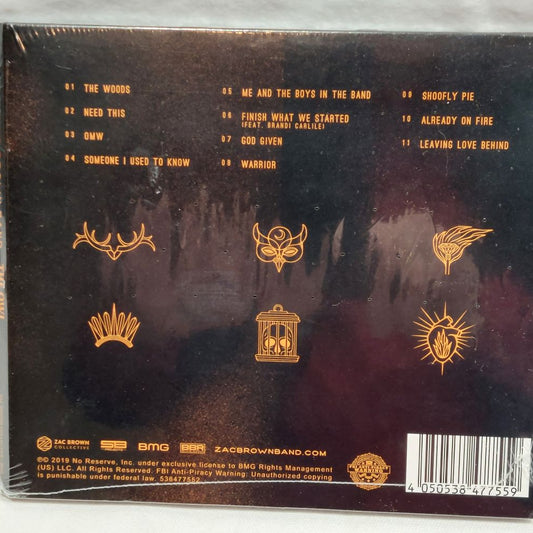 01 THE WOODS
02 NEED THIS
03 OMW
04 SOMEONE I USED TO KNOW
05 ME AND THE BOYS IN THE BAND
06 FINISH WHAT WE STARTED
(FEAT. BRANDI CARLILE)
07 GOD GIVEN
08 WARRIOR
09 SHOOFLY PIE
10 ALREADY ON FIRE
11 LEAVING LOVE BEHIND
ZAC BROWN
COLLECTIVE
BMG
BBR
ZACBROWNBAND.COM
℗© 2019 No Reserve, Inc. under exclusive license to BMG Rights Management
(US) LLC. All Rights Reserved. FBI Anti-Piracy Warning: Unauthorized copying
is punishable under federal law. 538477552
4 050538 477559